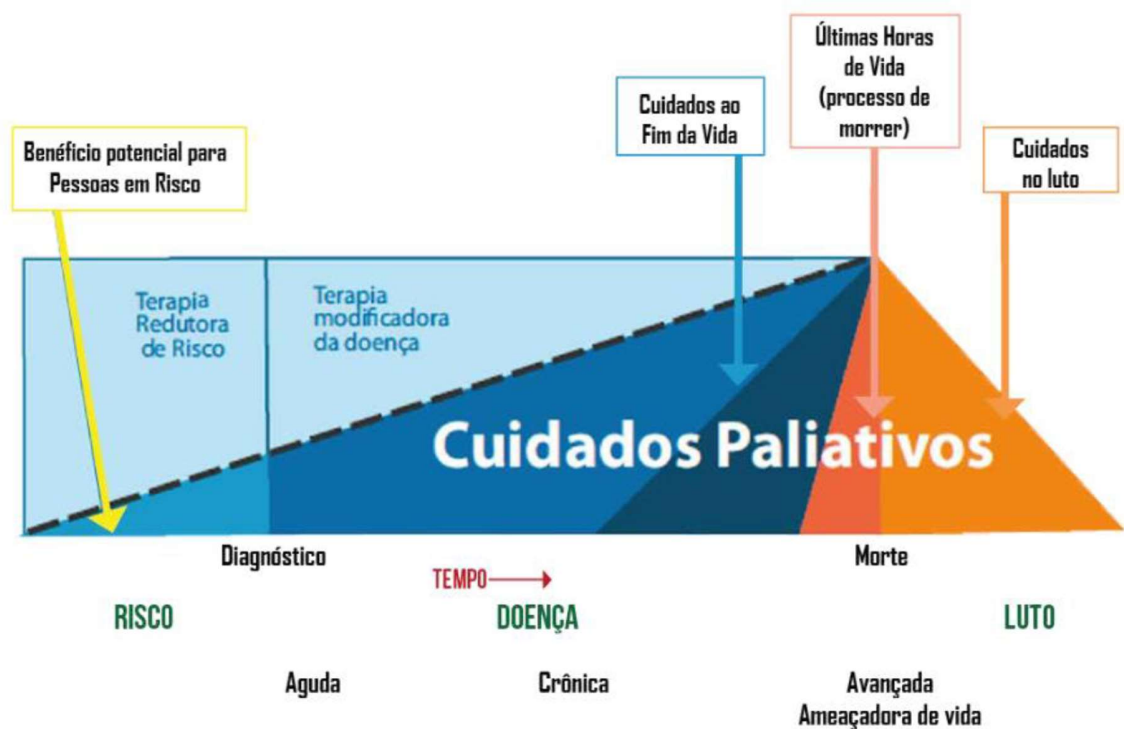 Últimas Horas
de Vida
(processo de
morrer)
Cuidados ao
Fim da Vida
Benéficio potencial para
Pessoas em Risco
Cuidados
no luto
Terapia
Redutora
de Risco
Terapia
modificadora
da doença
Cuidados Paliativos
Diagnóstico
Morte
TEMPO
RISCO
DOENÇA
LUTO
Aguda
Crônica
Avançada
Ameaçadora de vida